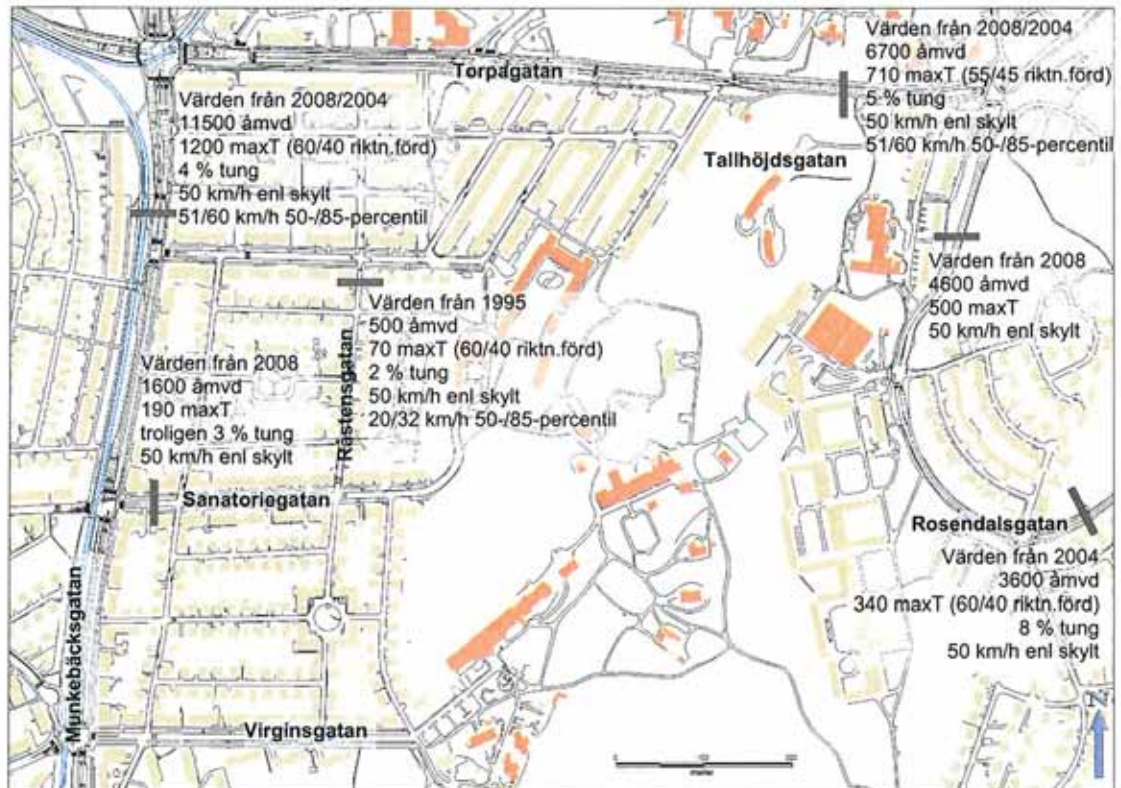 Torpagatan
Värden från 2008/2004
11500 åmvd
1200 maxT (60/40 riktn.förd)
4 % tung
50 km/h enl skylt
51/60 km/h 50-/85-percentil
Värden från 2008/2004
6700 åmvd
710 maxT (55/45 riktn.förd)
5 % tung
50 km/h enl skylt
51/60 km/h 50-/85-percentil
Tallhöjdsgatan
Värden från 2008
4600 åmvd
500 maxT
50 km/h enl skylt
Värden från 1995
500 åmvd
70 maxT (60/40 riktn.förd)
2 % tung
50 km/h enl skylt
20/32 km/h 50-/85-percentil
Råstensgatan
Värden från 2008
1600 åmvd
190 maxT
troligen 3 % tung
50 km/h enl skylt
Sanatoriegatan
Rosendalsgatan
Värden från 2004
3600 åmvd
340 maxT (60/40 riktn.förd)
8 % tung
50 km/h enl skylt
Munkebäcksgatan
Virginsgatan
N